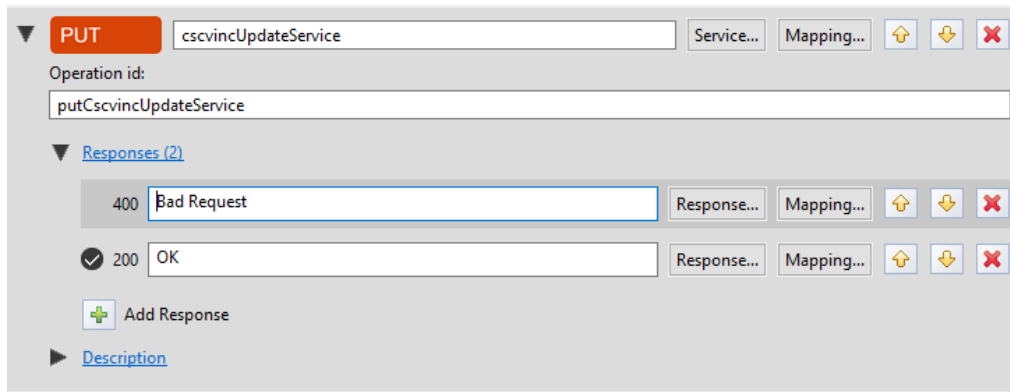 PUT cscvincUpdateService Service... Mapping...
Operation id:
putCscvincUpdateService
Responses (2)
400 Bad Request Response... Mapping...
200 OK Response... Mapping...
Add Response
Description